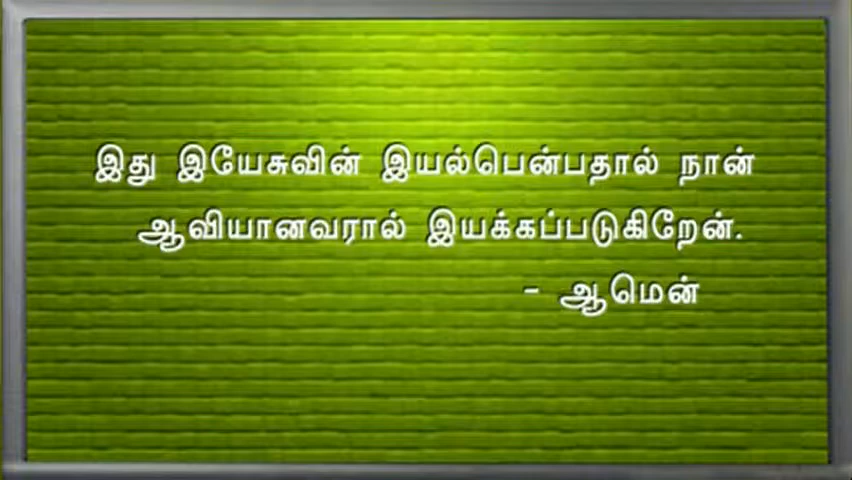 இது இயேசுவின் இயல்பென்பதால் நான்
ஆவியானவரால் இயக்கப்படுகிறேன்.
- ஆமென்